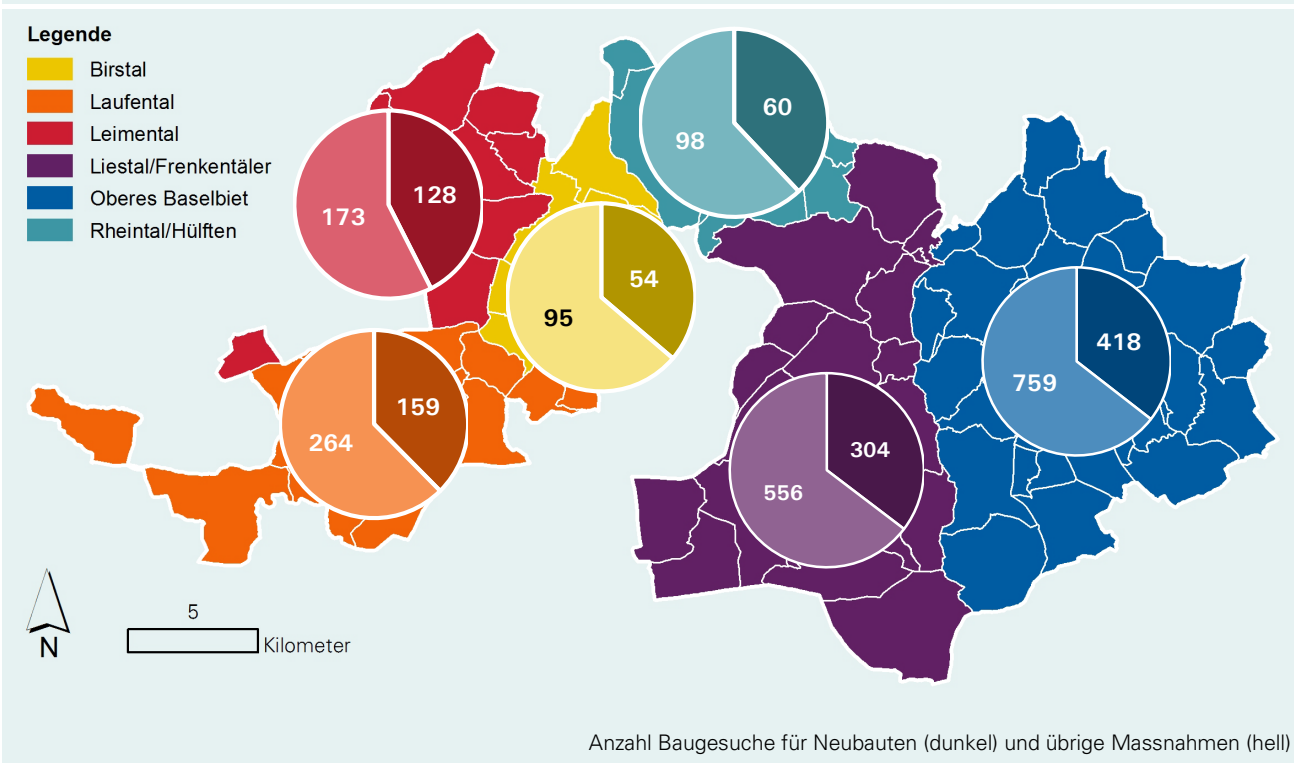 Legende
Birstal
Laufental
Leimental
Liestal/Frenkentäler
Oberes Baselbiet
Rheintal/Hülften
60
98
128
173
54
95
418
759
159
264
304
556
5
Kilometer
N
Anzahl Baugesuche für Neubauten (dunkel) und übrige Massnahmen (hell)